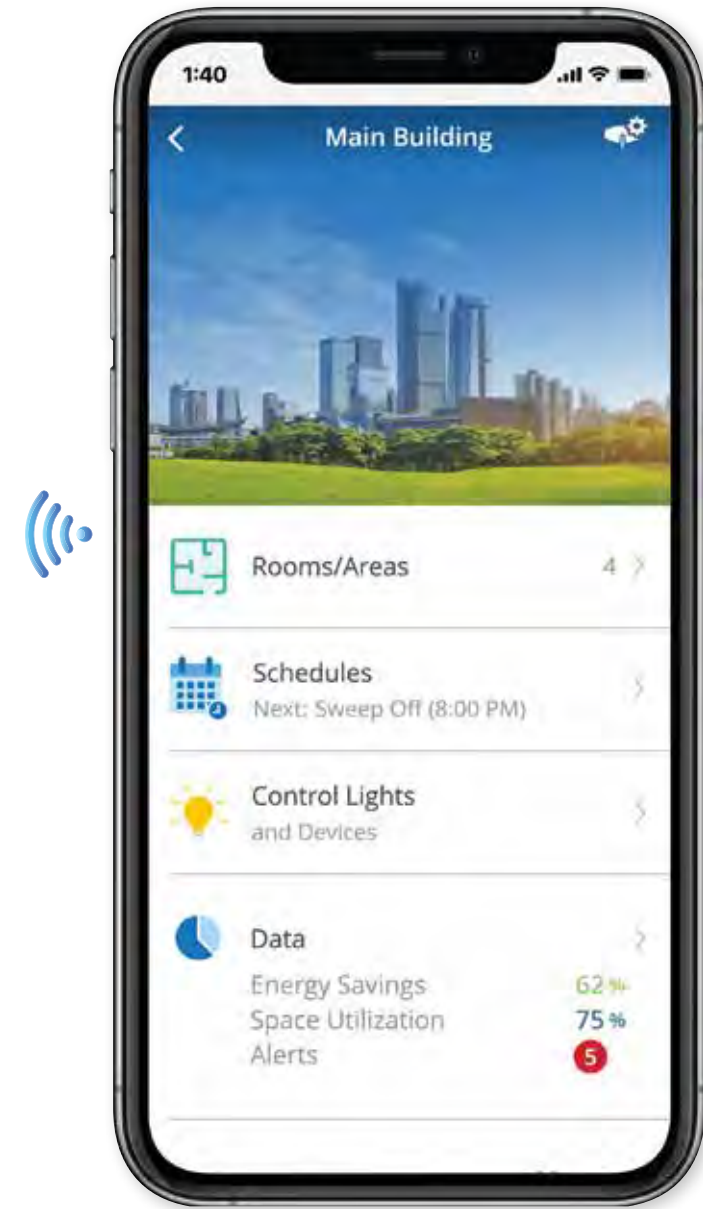 1:40
Main Building
Rooms/Areas 4
Schedules
Next: Sweep Off (8:00 PM)
Control Lights
and Devices
Data
Energy Savings 62 %
Space Utilization 75 %
Alerts 5